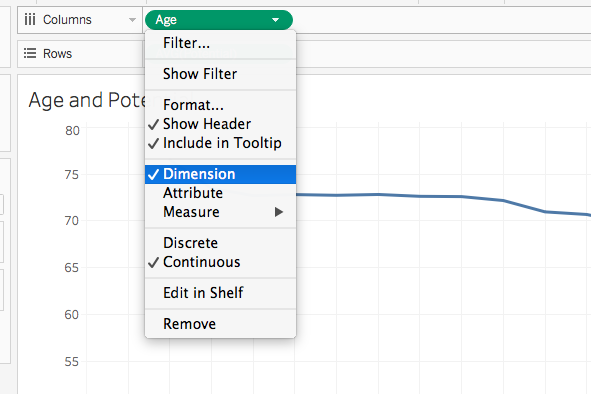 Columns
Age
Rows
Filter...
Show Filter
Format...
Show Header
Include in Tooltip
Dimension
Attribute
Measure
Discrete
Continuous
Edit in Shelf
Remove
Age and Pote
80
75
70
65
60
55